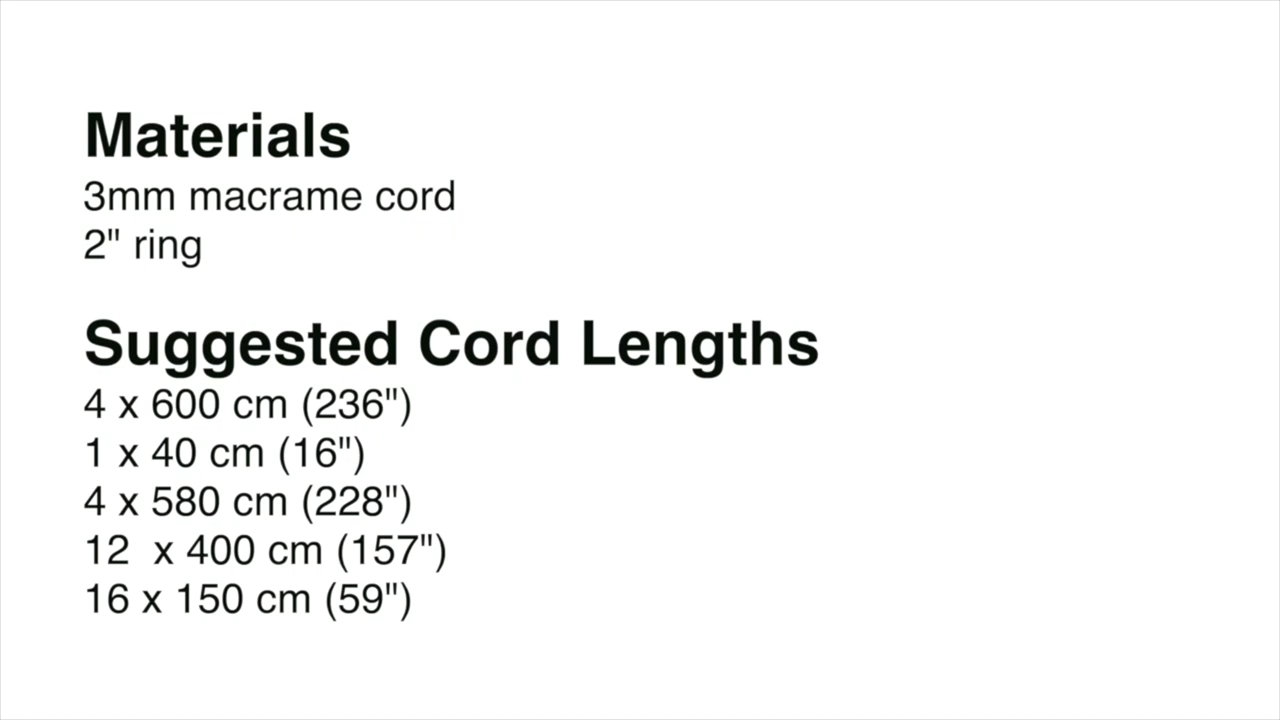 Materials
3mm macrame cord
2" ring
Suggested Cord Lengths
4 x 600 cm (236")
1 x 40 cm (16")
4 x 580 cm (228")
12  x 400 cm (157")
16 x 150 cm (59")